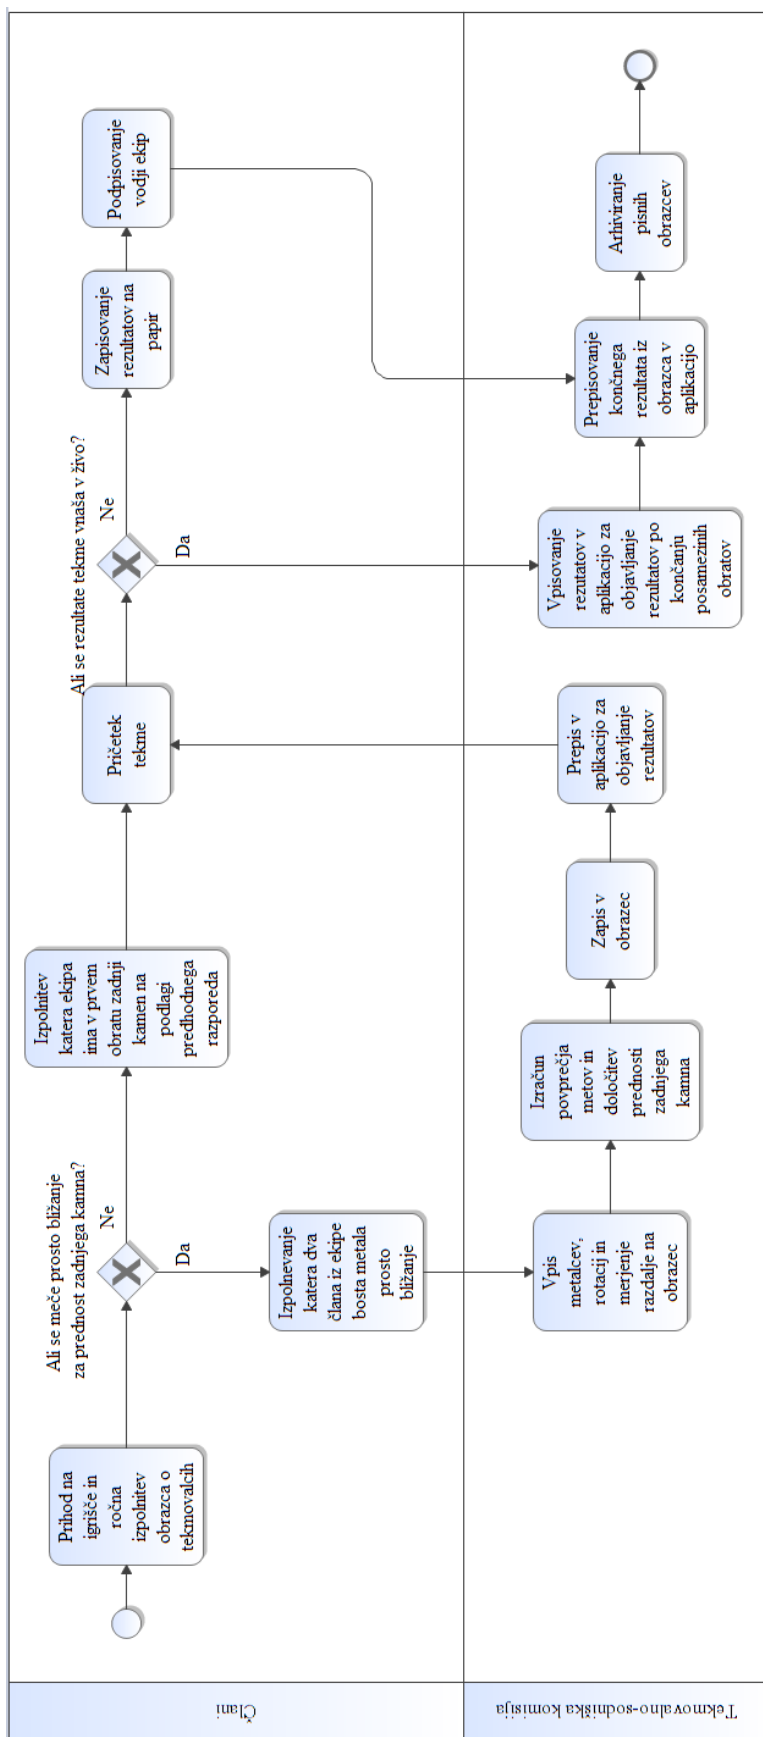 Člani
Prihod na
igrišče in
ročna
izpolnitev
obrazca o
tekmovalcih
Ali se meče prosto bližanje
za prednost zadnjega kamna?
Ne
Da
Izpolnitev
katera ekipa
ima v prvem
obratu zadnji
kamen na
podlagi
predhodnega
razporeda
Izpolnevanje
katera dva
člana iz ekipe
bosta metala
prosto
bližanje
Pričetek
tekme
Ali se rezultate tekme vnaša v živo?
Ne
Da
Zapisovanje
rezultatov na
papir
Podpisovanje
vodji ekip
Tekmovalno-sodniška komisija
Vpis
metalcev,
rotacij in
merjenje
razdalje na
obrazec
Izračun
povprečja
metov in
določitev
prednosti
zadnjega
kamna
Zapis v
obrazec
Prepis v
aplikacijo za
objavljanje
rezultatov
Vpisovanje
rezutatov v
aplikacijo za
objavljanje
rezultatov po
končanju
posamezinih
obratov
Prepisovanje
končnega
rezultata iz
obrazca v
aplikacijo
Arhiviranje
pisnih
obrazcev